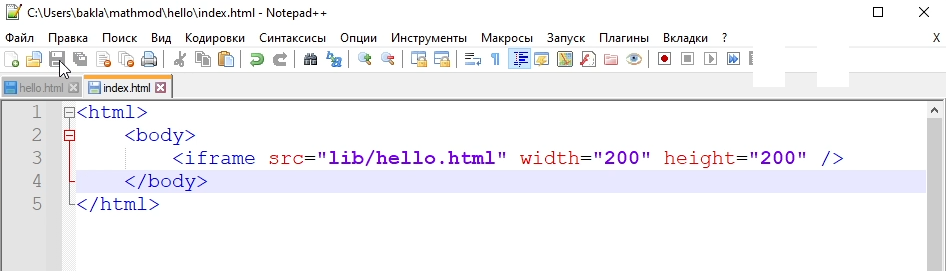 C:\Users\bakla\mathmod\hello\index.html - Notepad++
Файл Правка Поиск Вид Кодировки Синтаксисы Опции Инструменты Макросы Запуск Плагины Вкладки ? X
hello.html index.html
1 <html>
2 <body>
3 <iframe src="lib/hello.html" width="200" height="200" />
4 </body>
5 </html>